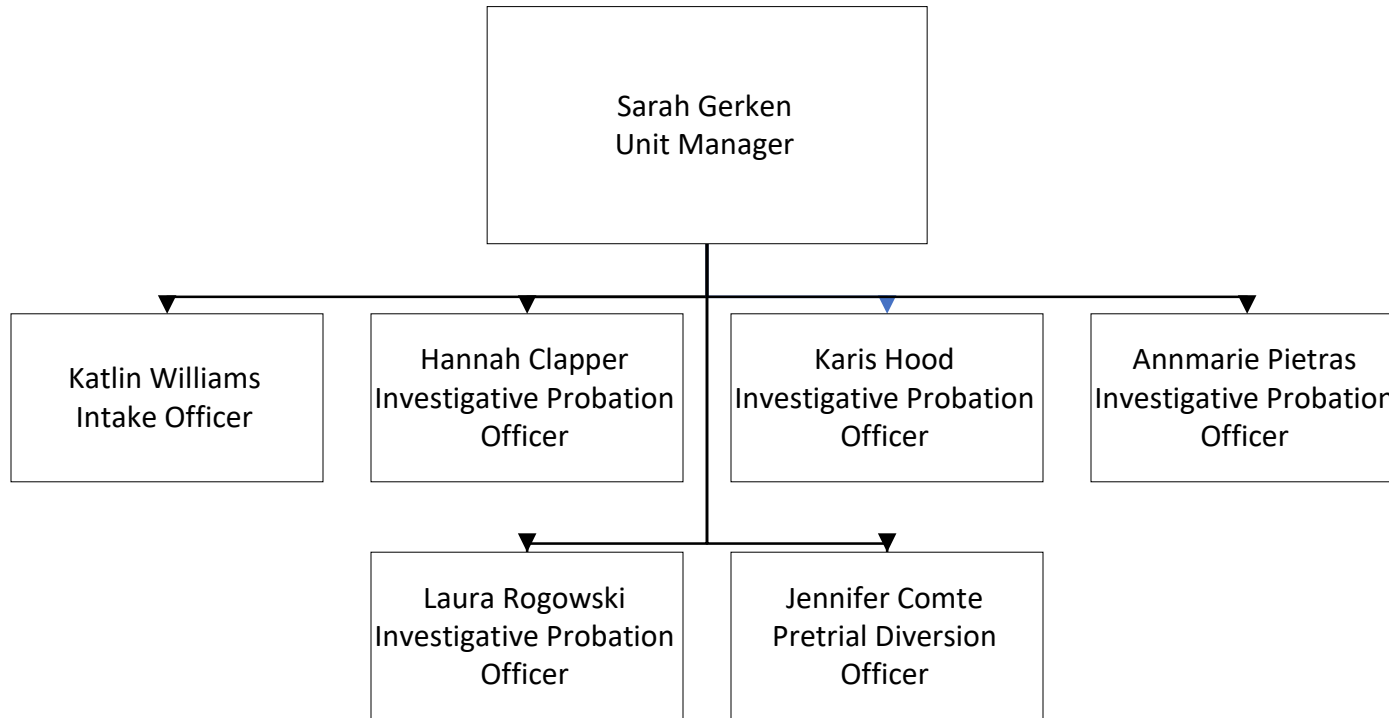 Sarah Gerken
Unit Manager
Katlin Williams
Intake Officer
Hannah Clapper
Investigative Probation
Officer
Karis Hood
Investigative Probation
Officer
Annmarie Pietras
Investigative Probation
Officer
Laura Rogowski
Investigative Probation
Officer
Jennifer Comte
Pretrial Diversion
Officer